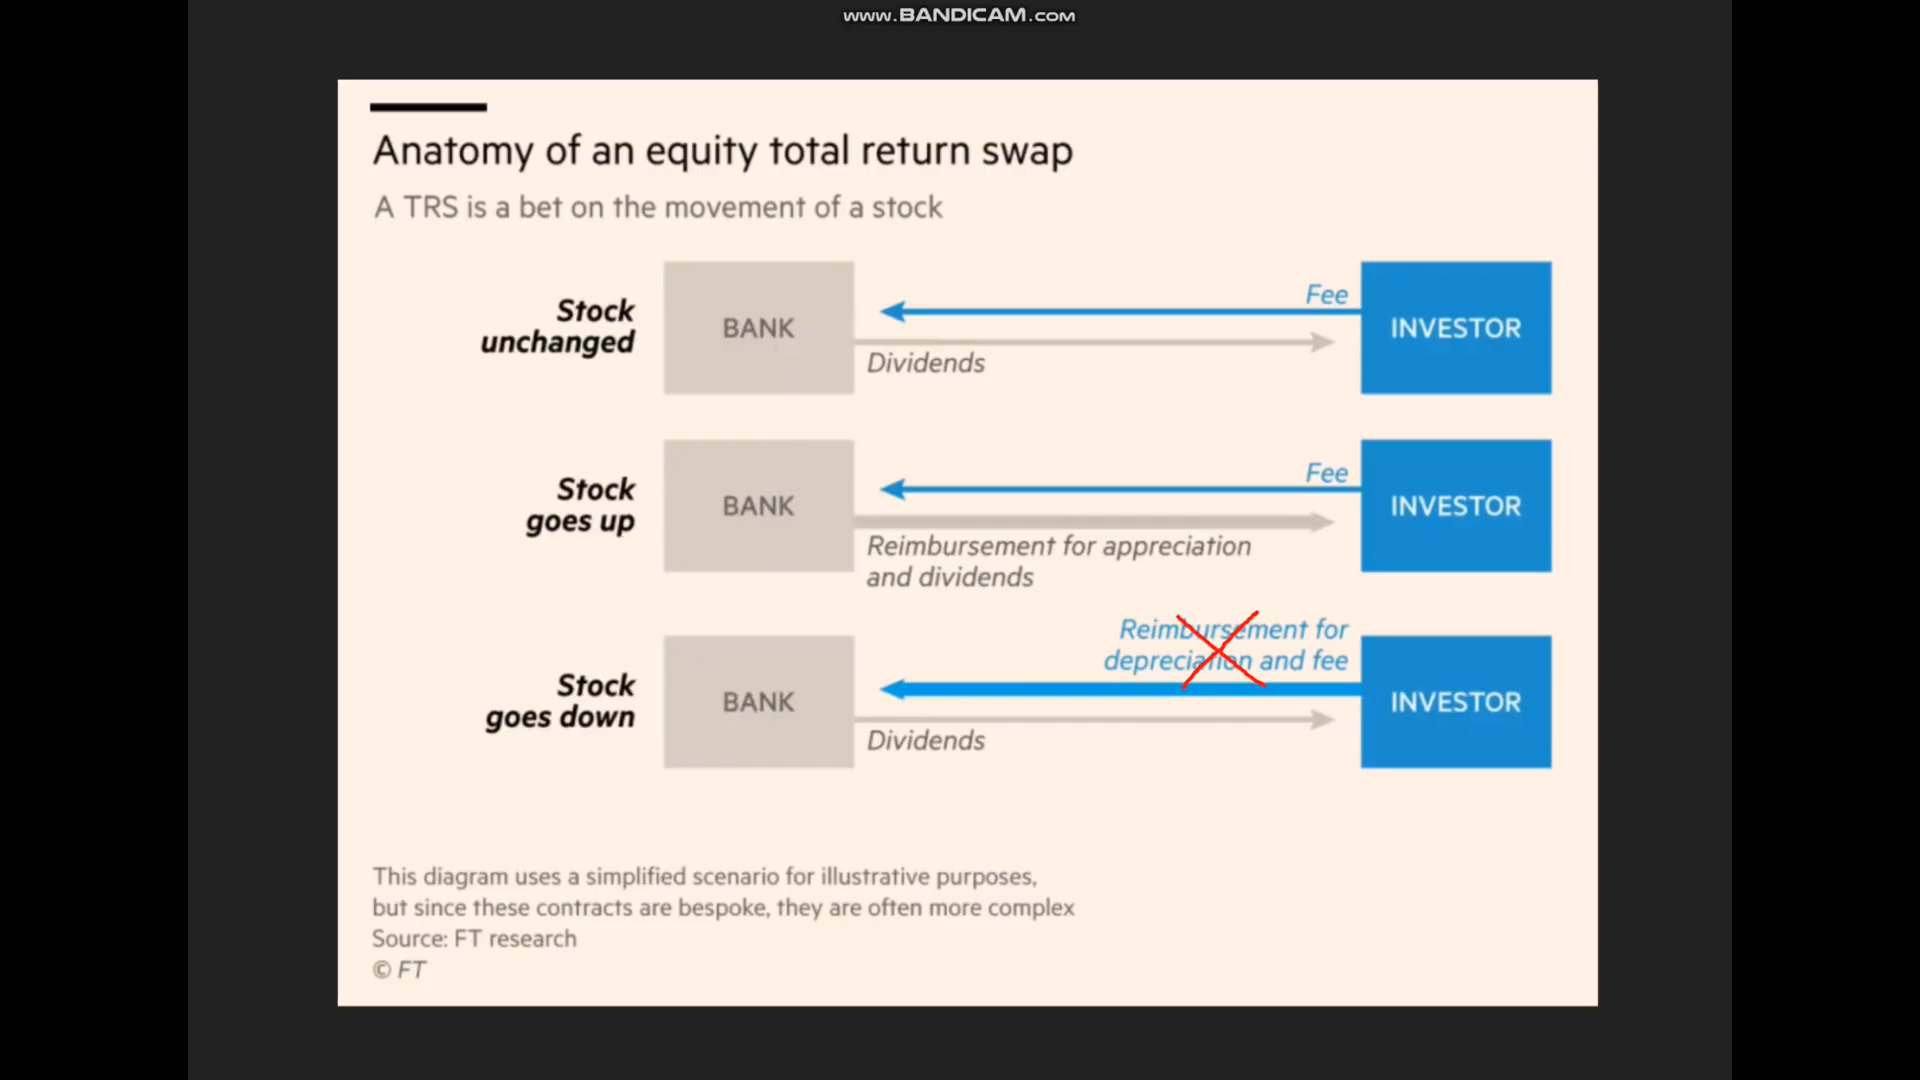 www.BANDICAM.com
Anatomy of an equity total return swap
A TRS is a bet on the movement of a stock
Stock
unchanged
BANK
Fee
Dividends
INVESTOR
Stock
goes up
BANK
Fee
Reimbursement for appreciation
and dividends
INVESTOR
Stock
goes down
BANK
Reimbursement for
depreciation and fee
Dividends
INVESTOR
This diagram uses a simplified scenario for illustrative purposes,
but since these contracts are bespoke, they are often more complex
Source: FT research
© FT